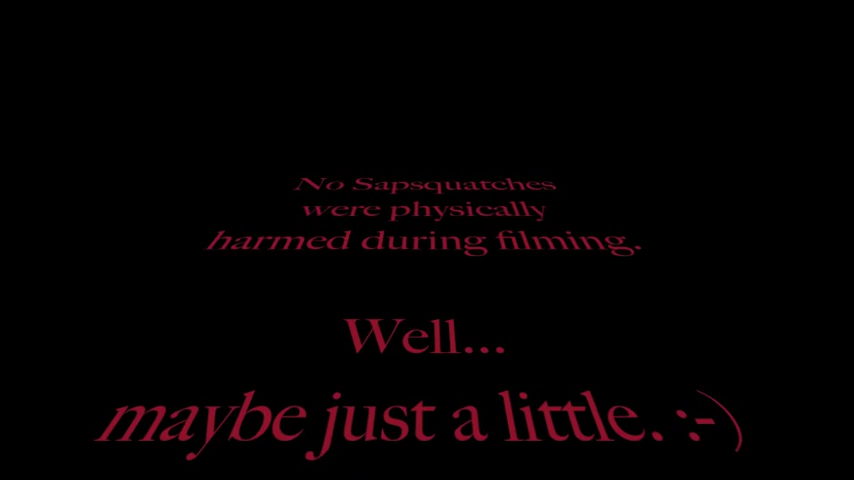 No Sapsquatches
were physically
harmed during filming.
Well...
maybe just a little. :-)